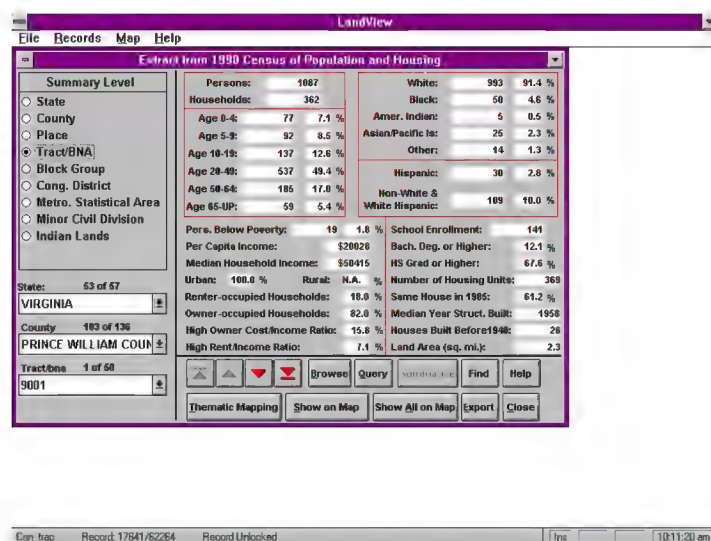 LandView
File Records Map Help
Extract from 1990 Census of Population and Housing
Summary Level
State
County
Place
Tract/BNA
Block Group
Cong. District
Metro. Statistical Area
Minor Civil Division
Indian Lands
State: 53 of 57
VIRGINIA
County 103 of 136
PRINCE WILLIAM COUN
Tract/bna 1 of 50
9001
Persons: 1087
Households: 362
Age 0-4: 77 7.1 %
Age 5-9: 92 8.5 %
Age 10-19: 137 12.6 %
Age 20-49: 537 49.4 %
Age 50-64: 185 17.0 %
Age 65-UP: 59 5.4 %
White: 993 91.4 %
Black: 50 4.6 %
Amer. Indian: 5 0.5 %
Asian/Pacific Is: 25 2.3 %
Other: 14 1.3 %
Hispanic: 30 2.8 %
Non-White &
White Hispanic: 109 10.0 %
Pers. Below Poverty: 19 1.8 %
Per Capita Income: $20028
Median Household Income: $50415
Urban: 100.0 % Rural: N.A. %
Renter-occupied Households: 18.0 %
Owner-occupied Households: 82.0 %
High Owner Cost/Income Ratio: 15.8 %
High Rent/Income Ratio: 7.1 %
School Enrollment: 141
Bach. Deg. or Higher: 12.1 %
HS Grad or Higher: 67.6 %
Number of Housing Units: 369
Same House in 1985: 61.2 %
Median Year Struct. Built: 1958
Houses Built Before1940: 26
Land Area (sq. mi.): 2.3
Browse Query Find Help
Thematic Mapping Show on Map Show All on Map Export Close
Record: 17641/62264 Record Unlocked Ins 10:11:20 am